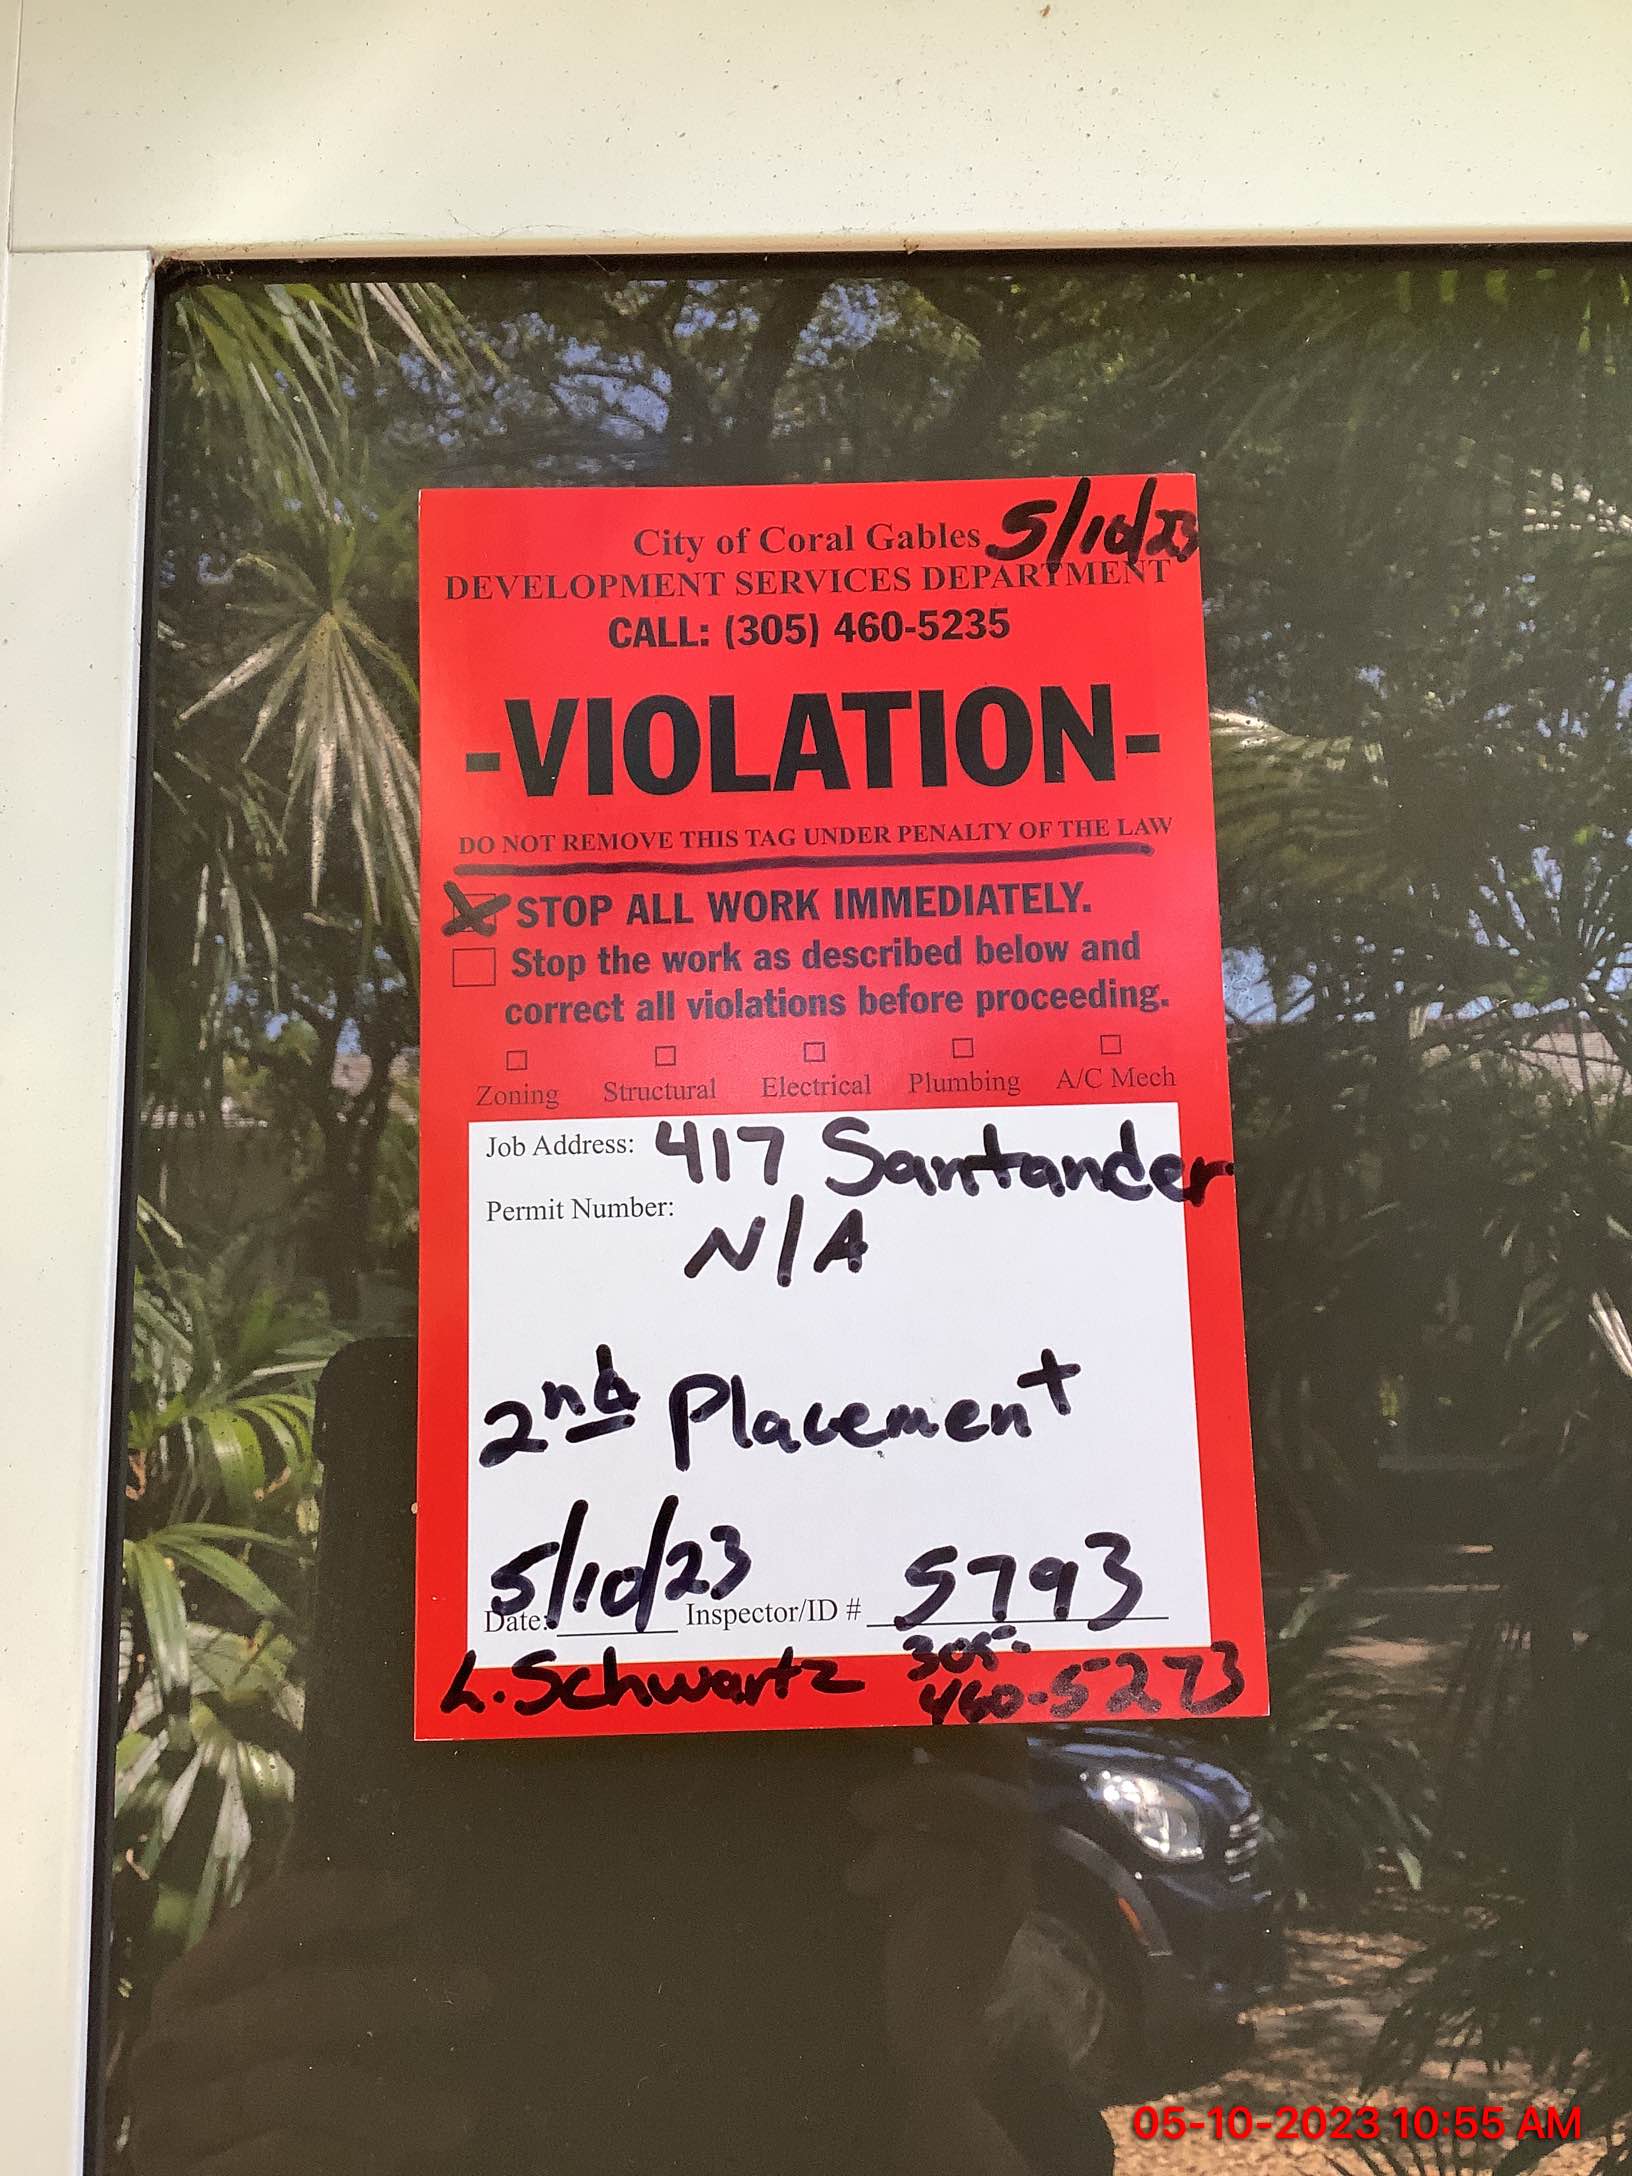 City of Coral Gables 5/10/23
DEVELOPMENT SERVICES DEPARTMENT
CALL: (305) 460-5235
-VIOLATION-
DO NOT REMOVE THIS TAG UNDER PENALTY OF THE LAW
STOP ALL WORK IMMEDIATELY.
Stop the work as described below and
correct all violations before proceeding.
Zoning Structural Electrical Plumbing A/C Mech
Job Address: 417 Santander
Permit Number:
N/A
2nd Placement
Date: 5/10/23 Inspector/ID # 5793
L. Schwartz 305-
460-5273
05-10-2023 10:55 AM